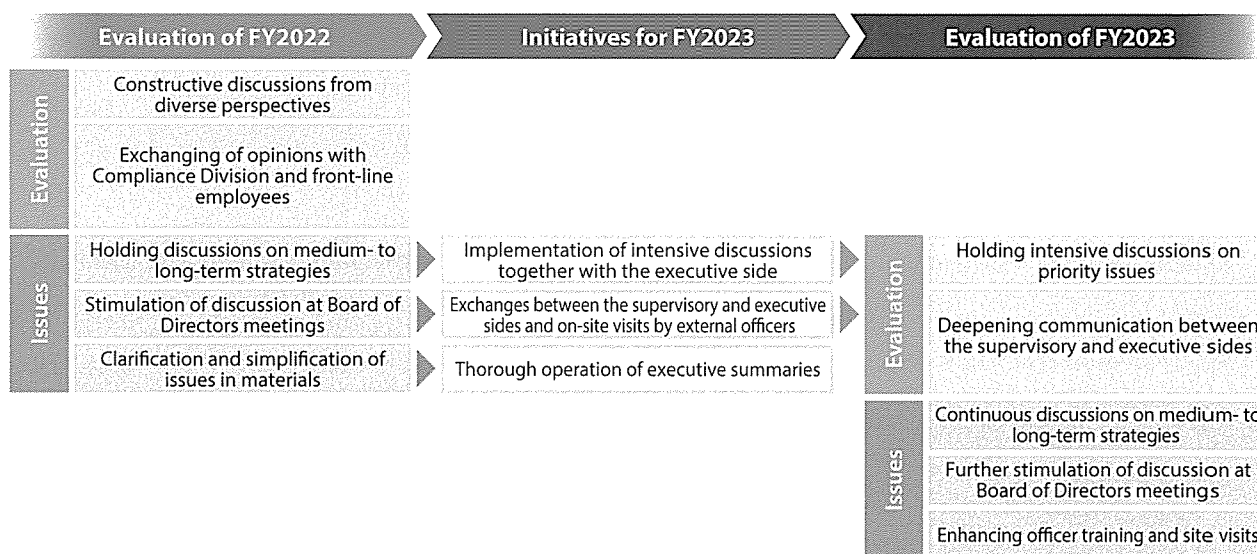 Evaluation of FY2022
Initiatives for FY2023
Evaluation of FY2023
Evaluation
Constructive discussions from
diverse perspectives
Exchanging of opinions with
Compliance Division and front-line
employees
Issues
Holding discussions on medium- to
long-term strategies
Implementation of intensive discussions
together with the executive side
Stimulation of discussion at Board of
Directors meetings
Exchanges between the supervisory and executive
sides and on-site visits by external officers
Clarification and simplification of
issues in materials
Thorough operation of executive summaries
Evaluation
Holding intensive discussions on
priority issues
Deepening communication between
the supervisory and executive sides
Issues
Continuous discussions on medium- to
long-term strategies
Further stimulation of discussion at
Board of Directors meetings
Enhancing officer training and site visits